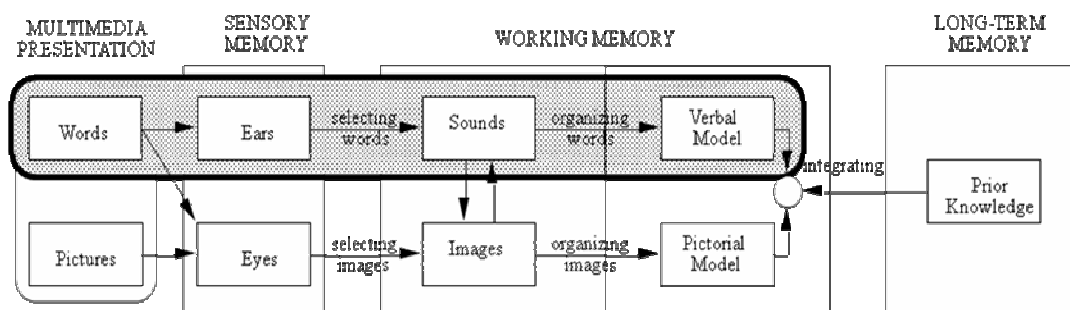 MULTIMEDIA
PRESENTATION
SENSORY
MEMORY
WORKING MEMORY
LONG-TERM
MEMORY
Words
Ears
selecting
words
Sounds
organizing
words
Verbal
Model
integrating
Prior
Knowledge
Pictures
Eyes
selecting
images
Images
organizing
images
Pictorial
Model